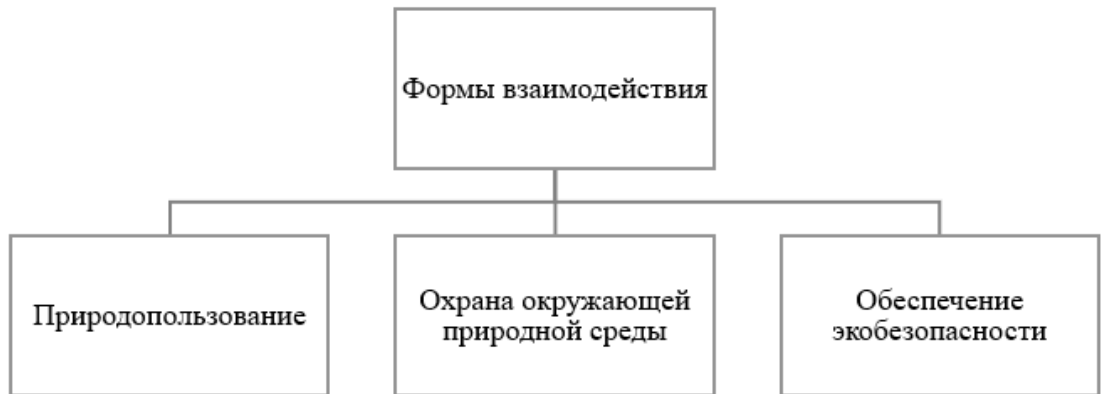 Формы взаимодействия
Природопользование
Охрана окружающей
природной среды
Обеспечение
экобезопасности